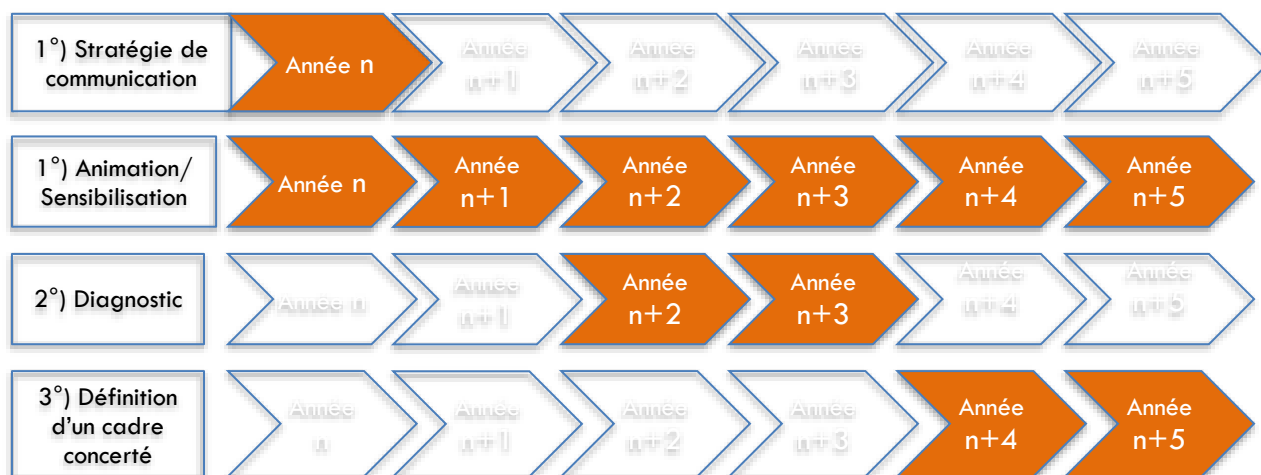 1°) Stratégie de
communication
Année n
Année
n+1
Année
n+2
Année
n+3
Année
n+4
Année
n+5
1°) Animation/
Sensibilisation
Année n
Année
n+1
Année
n+2
Année
n+3
Année
n+4
Année
n+5
2°) Diagnostic
Année n
Année
n+1
Année
n+2
Année
n+3
Année
n+4
Année
n+5
3°) Définition
d'un cadre
concerté
Année
n
Année
n+1
Année
n+2
Année
n+3
Année
n+4
Année
n+5